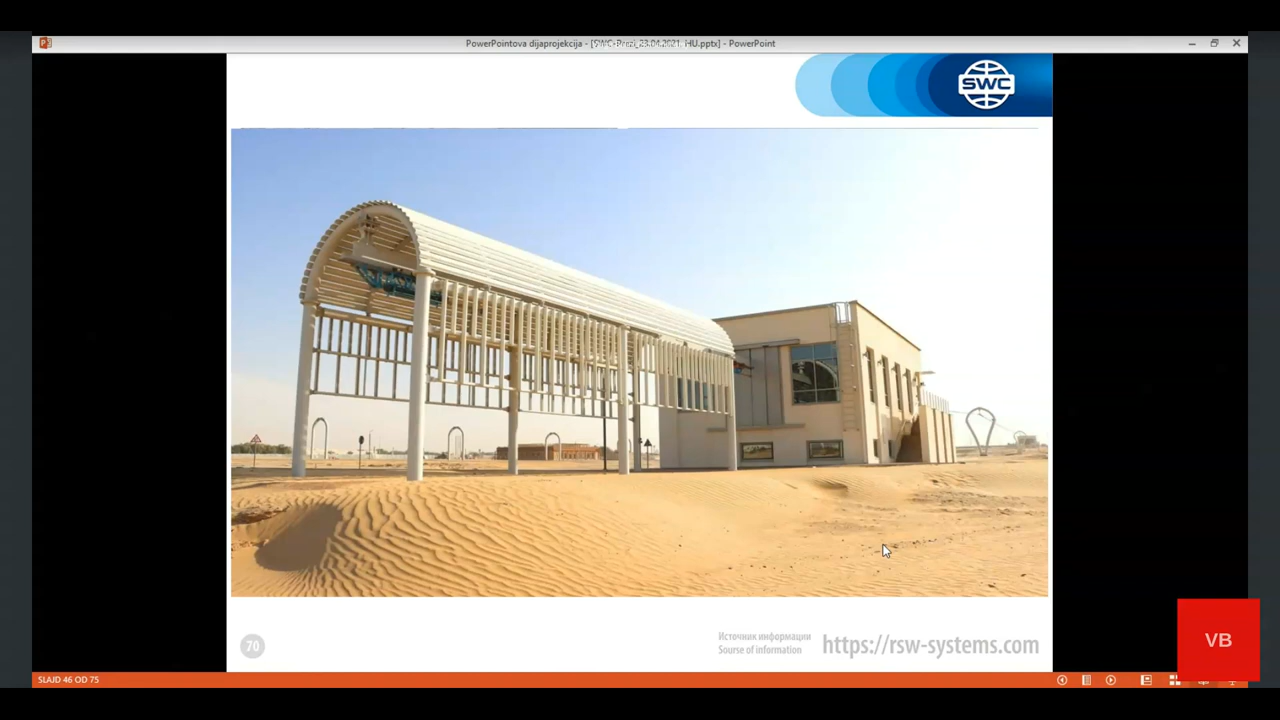 PowerPointova dijaprojekcija - [SWC-Brzi_23.04.2021. HU.pptx] - PowerPoint
SWC
70
Источник информации
Sourse of information
https://rsw-systems.com
VB
SLAJD 46 OD 75